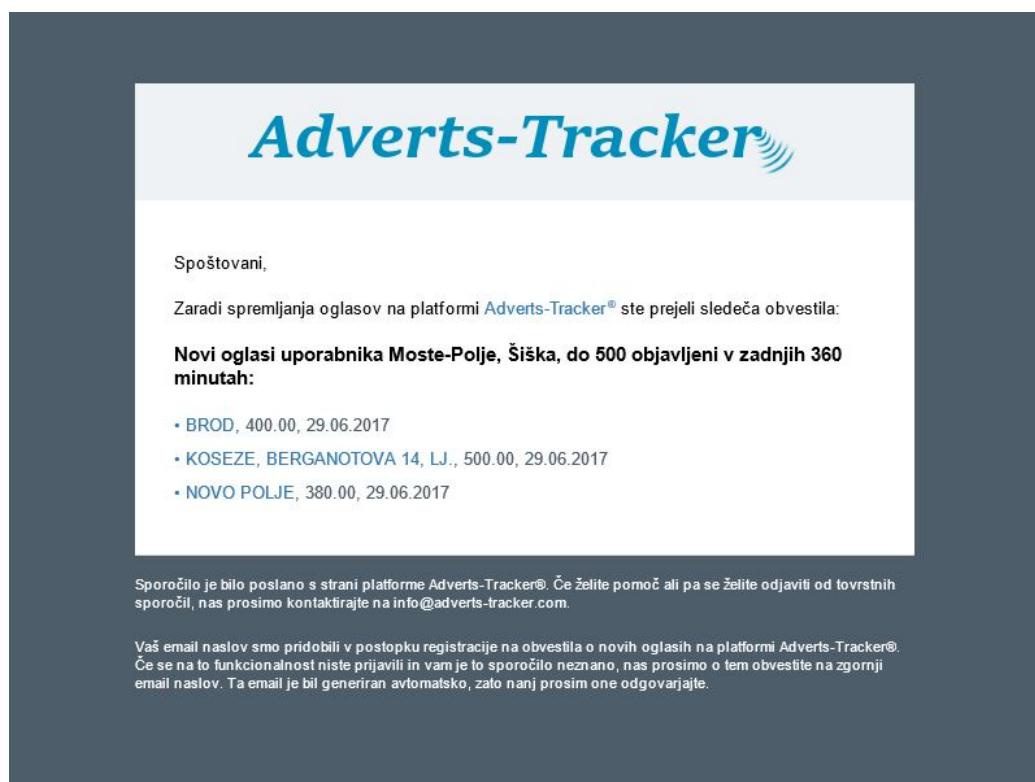 Adverts-Tracker
Spoštovani,
Zaradi spremljanja oglasov na platformi Adverts-Tracker® ste prejeli sledeča obvestila:
Novi oglasi uporabnika Moste-Polje, Šiška, do 500 objavljeni v zadnjih 360
minutah:
• BROD, 400.00, 29.06.2017
• KOSEZE, BERGANOTOVA 14, LJ., 500.00, 29.06.2017
• NOVO POLJE, 380.00, 29.06.2017
Sporočilo je bilo poslano s strani platforme Adverts-Tracker®. Če želite pomoč ali pa se želite odjaviti od tovrstnih
sporočil, nas prosimo kontaktirajte na info@adverts-tracker.com.
Vaš email naslov smo pridobili v postopku registracije na obvestila o novih oglasih na platformi Adverts-Tracker®.
Če se na to funkcionalnost niste prijavili in vam je to sporočilo neznano, nas prosimo o tem obvestite na zgornji
email naslov. Ta email je bil generiran avtomatsko, zato nanj prosim one odgovarjajte.